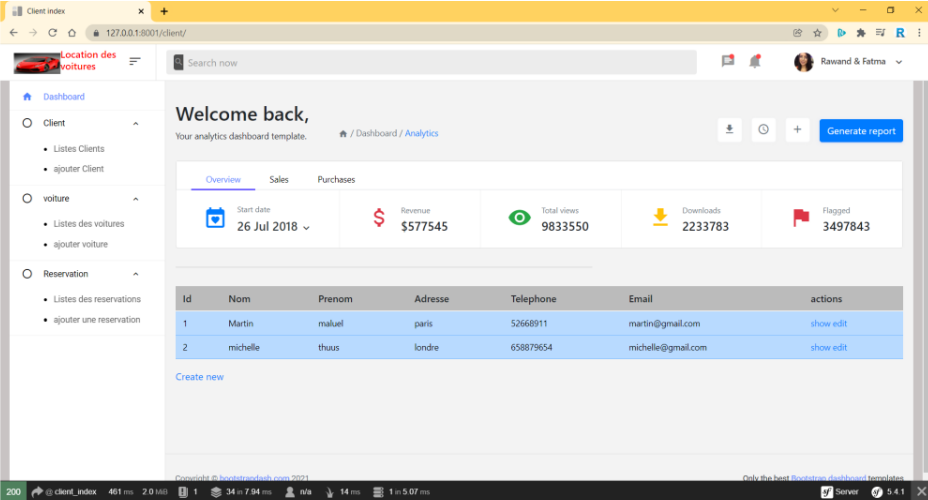 Client index
127.0.0.1:8001/client/
Location des
voitures
Search now
Rawand & Fatma
Dashboard
Client
Listes Clients
ajouter Client
voiture
Listes des voitures
ajouter voiture
Reservation
Listes des reservations
ajouter une reservation
Welcome back,
Your analytics dashboard template.
/ Dashboard / Analytics
Generate report
Overview Sales Purchases
Start date
26 Jul 2018
Revenue
$577545
Total views
9833550
Downloads
2233783
Flagged
3497843
Id Nom Prenom Adresse Telephone Email actions
1 Martin maluel paris 52668911 martin@gmail.com show edit
2 michelle thuus londre 658879654 michelle@gmail.com show edit
Create new
Copyright © bootstrapdash.com 2021
Only the best Bootstrap dashboard templates
200 @ client_index 461 ms 2.0 MiB 1 34 in 7.94 ms n/a 14 ms 1 in 5.07 ms Server 5.4.1